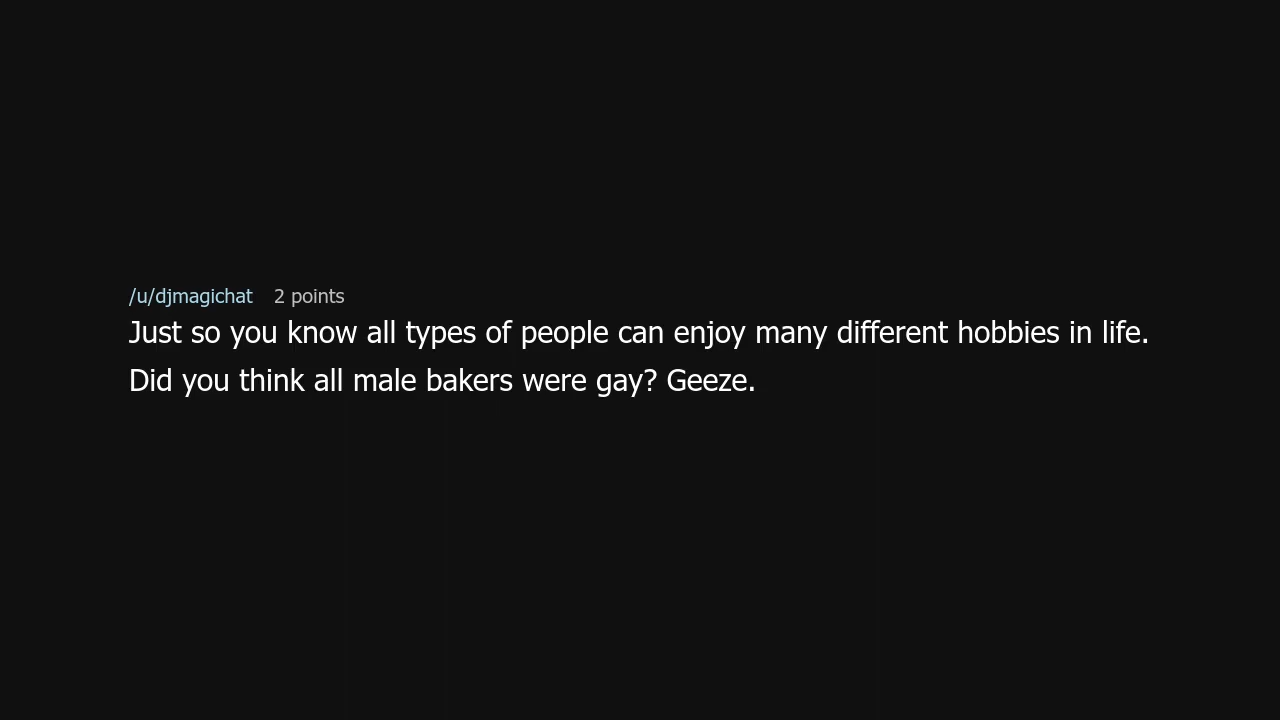 /u/djmagichat 2 points
Just so you know all types of people can enjoy many different hobbies in life.
Did you think all male bakers were gay? Geeze.